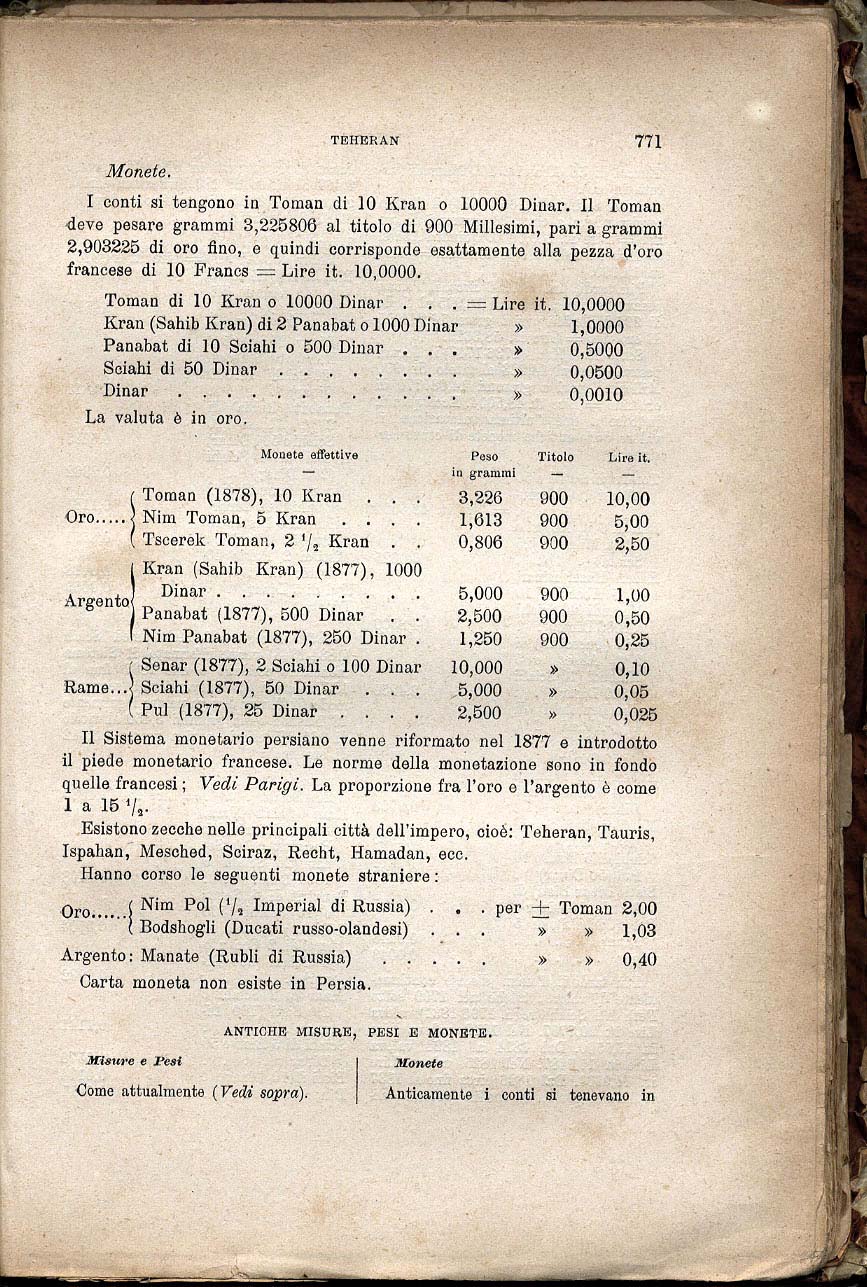 TEHERAN 771
Monete.
I conti si tengono in Toman di 10 Kran o 10000 Dinar. Il Toman
deve pesare grammi 3,225806 al titolo di 900 Millesimi, pari a grammi
2,903225 di oro fino, e quindi corrisponde esattamente alla pezza d'oro
francese di 10 Francs = Lire it. 10,0000.
Toman di 10 Kran o 10000 Dinar . . . = Lire it. 10,0000
Kran (Sahib Kran) di 2 Panabat o 1000 Dinar » 1,0000
Panabat di 10 Sciahi o 500 Dinar . . . » 0,5000
Sciahi di 50 Dinar . . . . . . . . » 0,0500
Dinar . . . . . . . . . . . . » 0,0010
La valuta è in oro.
Monete effettive Peso Titolo Lire it.
— in grammi — —
Toman (1878), 10 Kran . . . 3,226 900 10,00
Oro..... Nim Toman, 5 Kran . . . . 1,613 900 5,00
Tscerek Toman, 2 1/2 Kran . . 0,806 900 2,50
Kran (Sahib Kran) (1877), 1000
Dinar . . . . . . . . . 5,000 900 1,00
Argento Panabat (1877), 500 Dinar . . 2,500 900 0,50
Nim Panabat (1877), 250 Dinar . 1,250 900 0,25
Senar (1877), 2 Sciahi o 100 Dinar 10,000 » 0,10
Rame... Sciahi (1877), 50 Dinar . . . 5,000 » 0,05
Pul (1877), 25 Dinar . . . . 2,500 » 0,025
Il Sistema monetario persiano venne riformato nel 1877 e introdotto
il piede monetario francese. Le norme della monetazione sono in fondo
quelle francesi; Vedi Parigi. La proporzione fra l'oro e l'argento è come
1 a 15 1/2.
Esistono zecche nelle principali città dell'impero, cioè: Teheran, Tauris,
Ispahan, Mesched, Sciraz, Recht, Hamadan, ecc.
Hanno corso le seguenti monete straniere:
Oro...... Nim Pol (1/2 Imperial di Russia) . . . per ± Toman 2,00
Bodshogli (Ducati russo-olandesi) . . . » » 1,03
Argento: Manate (Rubli di Russia) . . . . . » » 0,40
Carta moneta non esiste in Persia.
ANTICHE MISURE, PESI E MONETE.
Misure e Pesi
Come attualmente (Vedi sopra).
Monete
Anticamente i conti si tenevano in